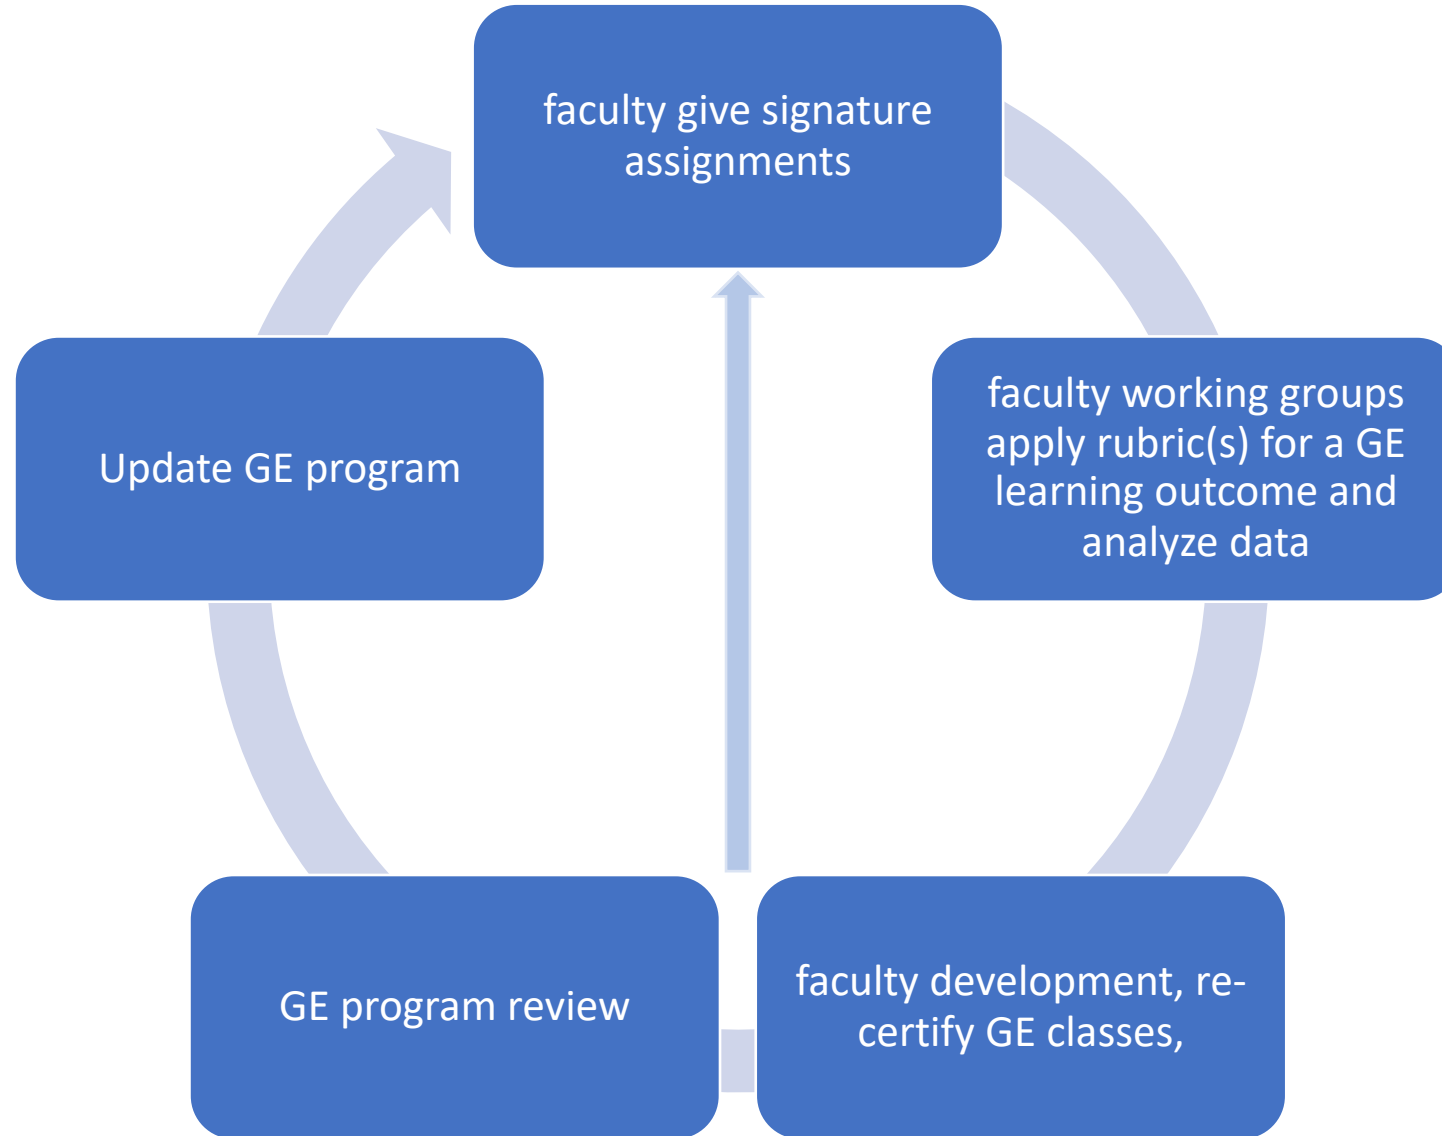 faculty give signature
assignments
faculty working groups
apply rubric(s) for a GE
learning outcome and
analyze data
faculty development, re-
certify GE classes,
GE program review
Update GE program